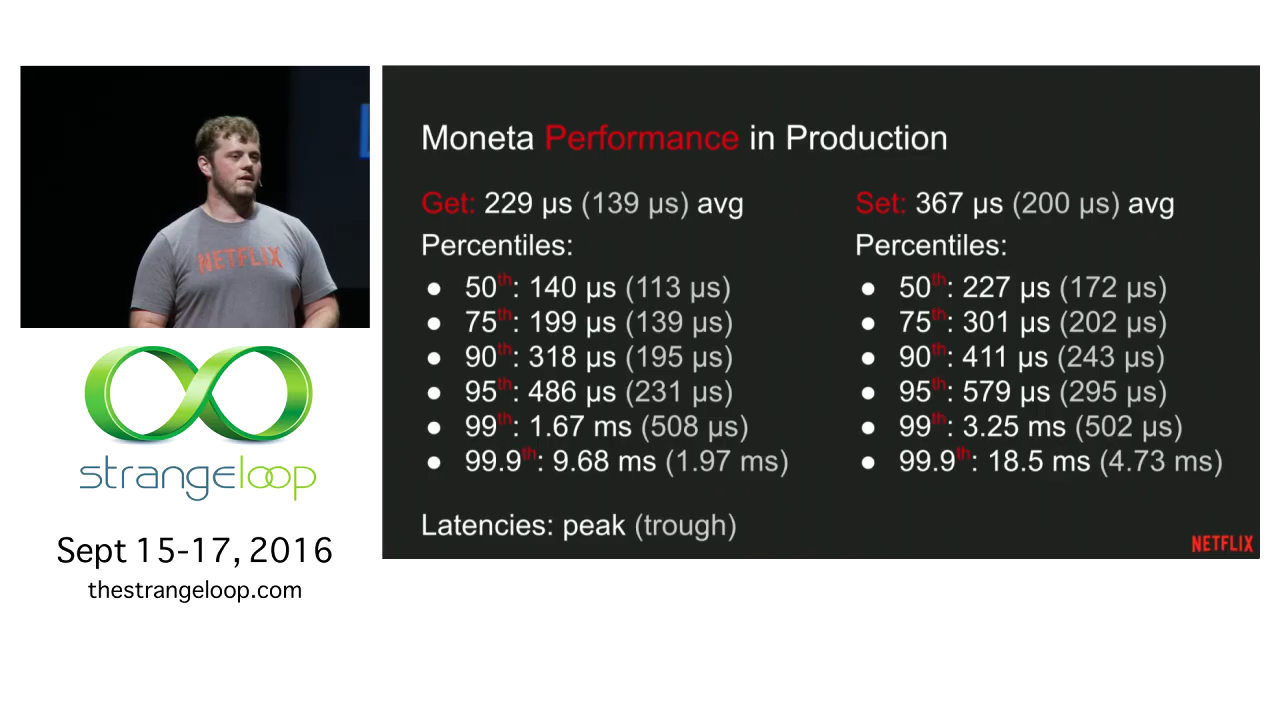 NETFLIX
strangeloop
Sept 15-17, 2016
thestrangeloop.com
Moneta Performance in Production
Get: 229 µs (139 µs) avg
Percentiles:
● 50th: 140 µs (113 µs)
● 75th: 199 µs (139 µs)
● 90th: 318 µs (195 µs)
● 95th: 486 µs (231 µs)
● 99th: 1.67 ms (508 µs)
● 99.9th: 9.68 ms (1.97 ms)
Set: 367 µs (200 µs) avg
Percentiles:
● 50th: 227 µs (172 µs)
● 75th: 301 µs (202 µs)
● 90th: 411 µs (243 µs)
● 95th: 579 µs (295 µs)
● 99th: 3.25 ms (502 µs)
● 99.9th: 18.5 ms (4.73 ms)
Latencies: peak (trough)
NETFLIX